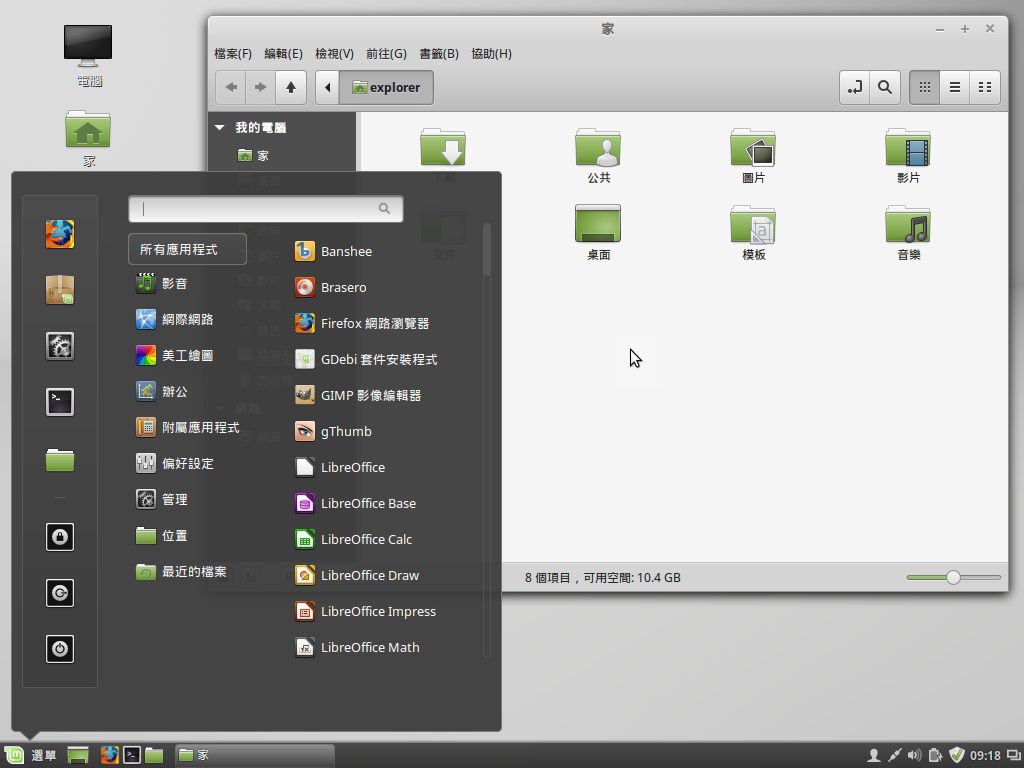 電腦
家
家
檔案(F) 編輯(E) 檢視(V) 前往(G) 書籤(B) 協助(H)
explorer
我的電腦
家
下載
公共
圖片
影片
文件
桌面
模板
音樂
所有應用程式
影音
網際網路
美工繪圖
辦公
附屬應用程式
偏好設定
管理
位置
最近的檔案
Banshee
Brasero
Firefox 網路瀏覽器
GDebi 套件安裝程式
GIMP 影像編輯器
gThumb
LibreOffice
LibreOffice Base
LibreOffice Calc
LibreOffice Draw
LibreOffice Impress
LibreOffice Math
8 個項目，可用空間: 10.4 GB
選單
家
09:18